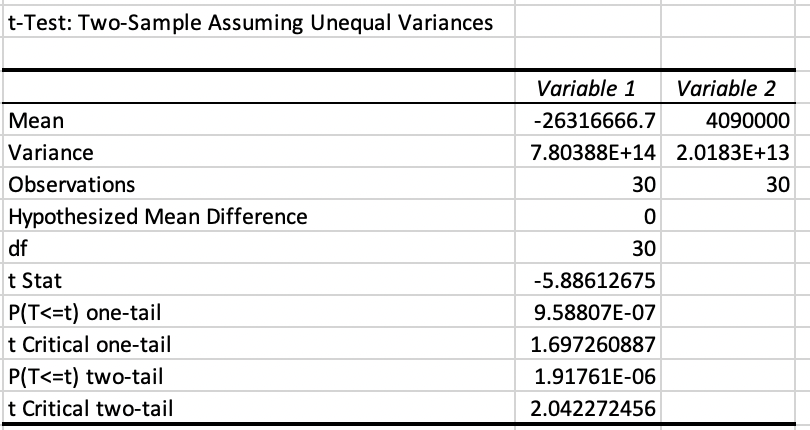 t-Test: Two-Sample Assuming Unequal Variances
Variable 1 Variable 2
Mean -26316666.7 4090000
Variance 7.80388E+14 2.0183E+13
Observations 30 30
Hypothesized Mean Difference 0
df 30
t Stat -5.88612675
P(T<=t) one-tail 9.58807E-07
t Critical one-tail 1.697260887
P(T<=t) two-tail 1.91761E-06
t Critical two-tail 2.042272456